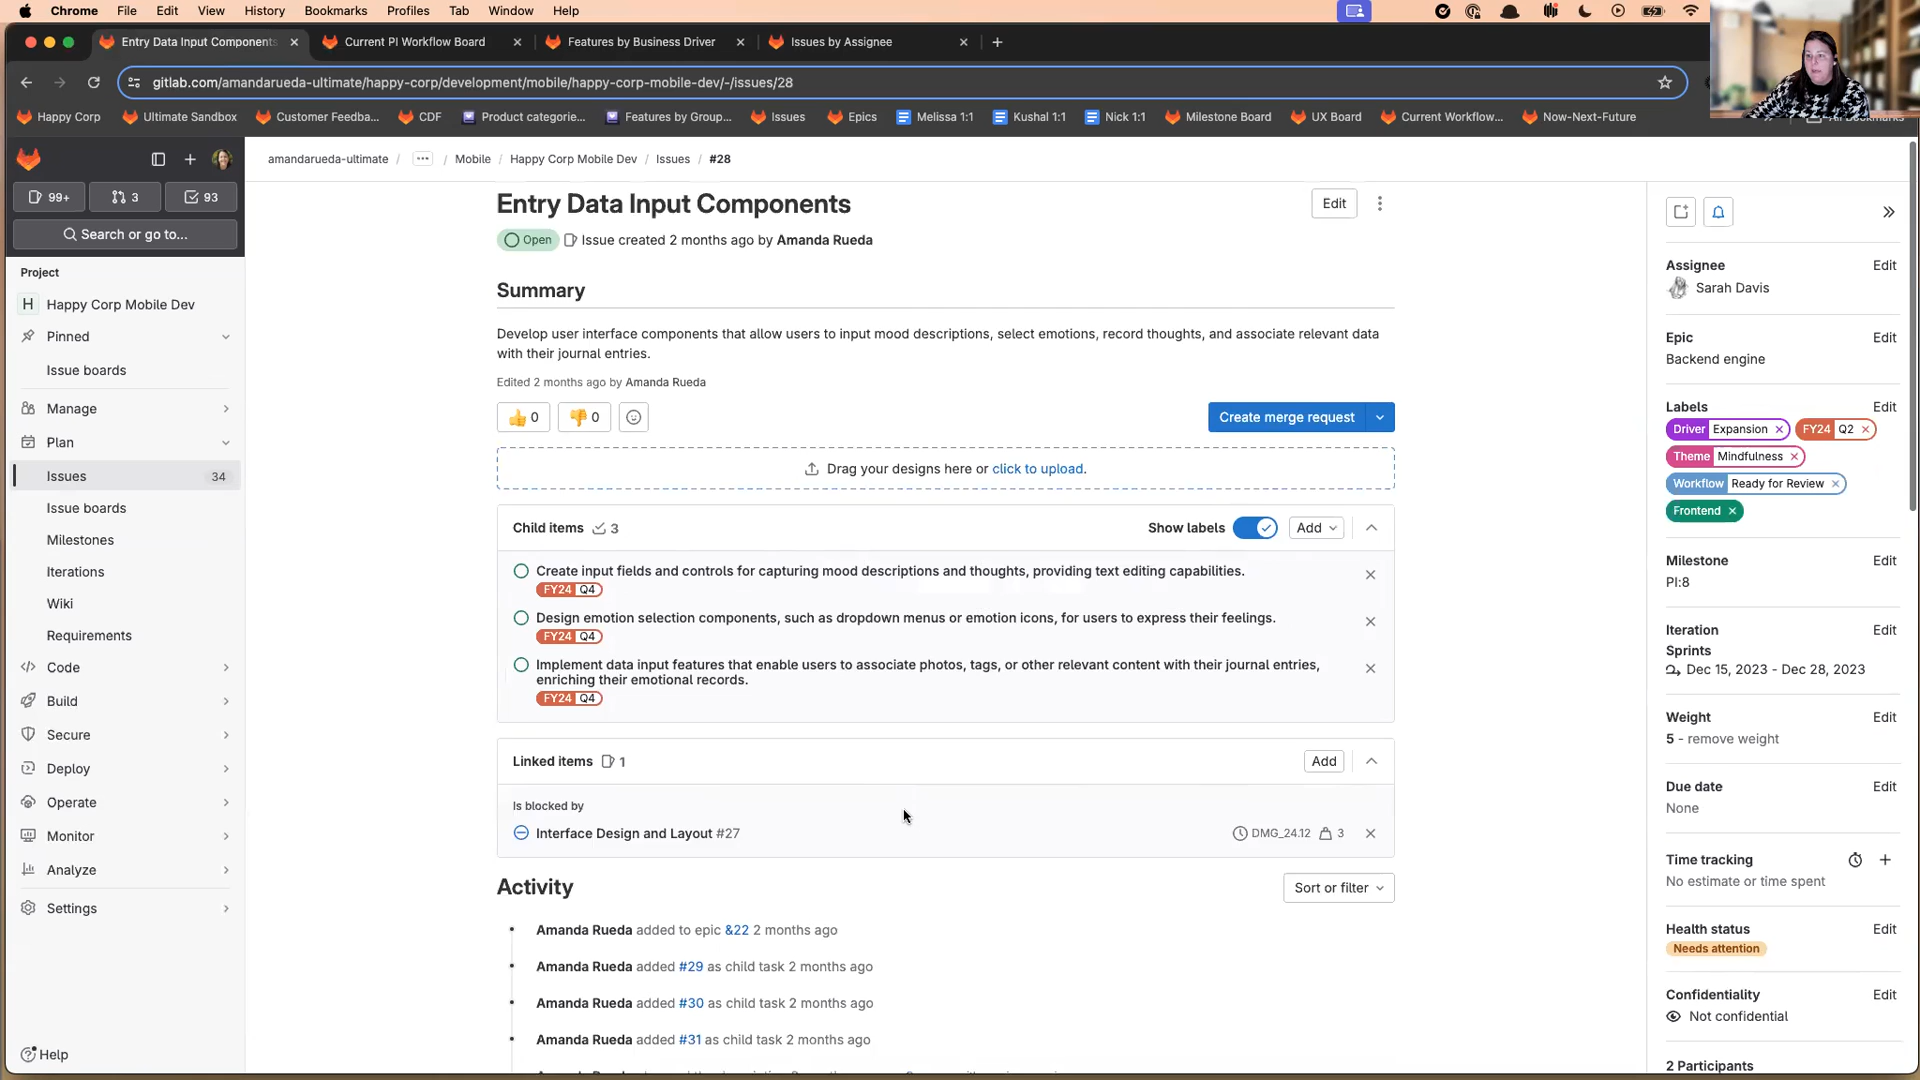 Chrome File Edit View History Bookmarks Profiles Tab Window Help
Entry Data Input Components
Current PI Workflow Board
Features by Business Driver
Issues by Assignee
gitlab.com/amandarueda-ultimate/happy-corp/development/mobile/happy-corp-mobile-dev/-/issues/28
Happy Corp Ultimate Sandbox Customer Feedba... CDF Product categorie... Features by Group... Issues Epics Melissa 1:1 Kushal 1:1 Nick 1:1 Milestone Board UX Board Current Workflow... Now-Next-Future
99+ 3 93
Search or go to...
Project
H Happy Corp Mobile Dev
Pinned
Issue boards
Manage
Plan
Issues 34
Issue boards
Milestones
Iterations
Wiki
Requirements
Code
Build
Secure
Deploy
Operate
Monitor
Analyze
Settings
Help
amandarueda-ultimate / ... / Mobile / Happy Corp Mobile Dev / Issues / #28
Entry Data Input Components
Edit
Open Issue created 2 months ago by Amanda Rueda
Summary
Develop user interface components that allow users to input mood descriptions, select emotions, record thoughts, and associate relevant data
with their journal entries.
Edited 2 months ago by Amanda Rueda
👍 0 👎 0
Create merge request
Drag your designs here or click to upload.
Child items 3
Show labels Add
Create input fields and controls for capturing mood descriptions and thoughts, providing text editing capabilities.
FY24 Q4
Design emotion selection components, such as dropdown menus or emotion icons, for users to express their feelings.
FY24 Q4
Implement data input features that enable users to associate photos, tags, or other relevant content with their journal entries,
enriching their emotional records.
FY24 Q4
Linked items 1
Add
Is blocked by
Interface Design and Layout #27
DMG_24.12 3
Activity
Sort or filter
Amanda Rueda added to epic &22 2 months ago
Amanda Rueda added #29 as child task 2 months ago
Amanda Rueda added #30 as child task 2 months ago
Amanda Rueda added #31 as child task 2 months ago
Assignee Edit
Sarah Davis
Epic Edit
Backend engine
Labels Edit
Driver Expansion FY24 Q2
Theme Mindfulness
Workflow Ready for Review
Frontend
Milestone Edit
PI:8
Iteration Edit
Sprints
Dec 15, 2023 - Dec 28, 2023
Weight Edit
5 - remove weight
Due date Edit
None
Time tracking
No estimate or time spent
Health status Edit
Needs attention
Confidentiality Edit
Not confidential
2 Participants